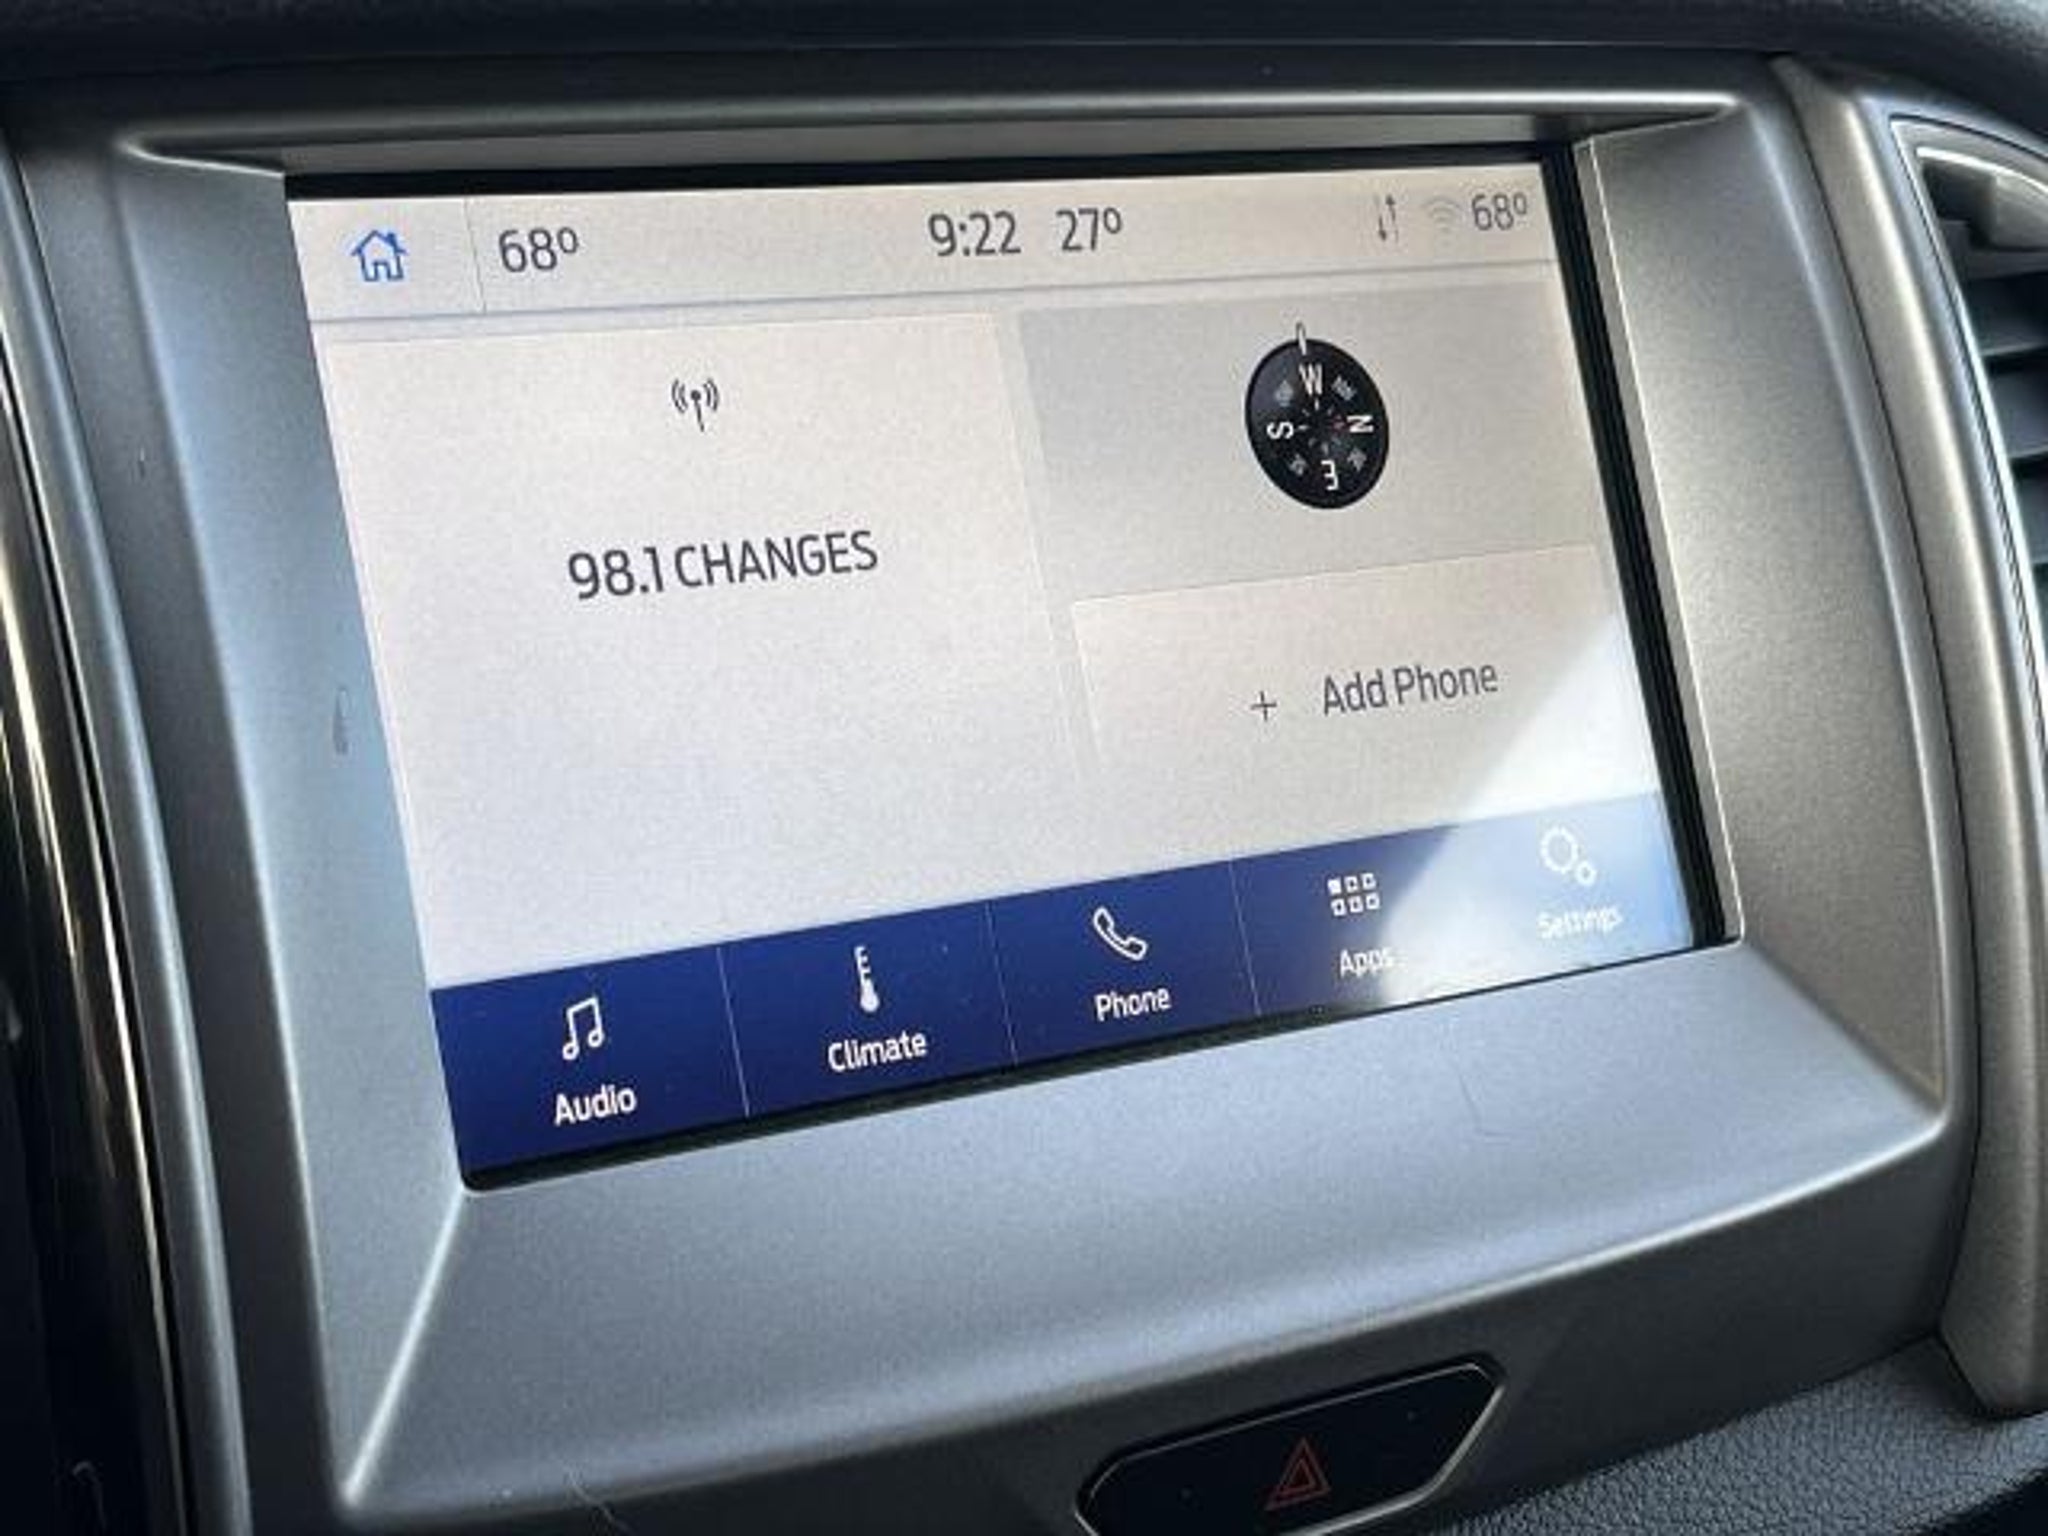 68° 9:22 27° 68°
98.1 CHANGES
W
S N
E
+ Add Phone
Audio Climate Phone Apps Settings